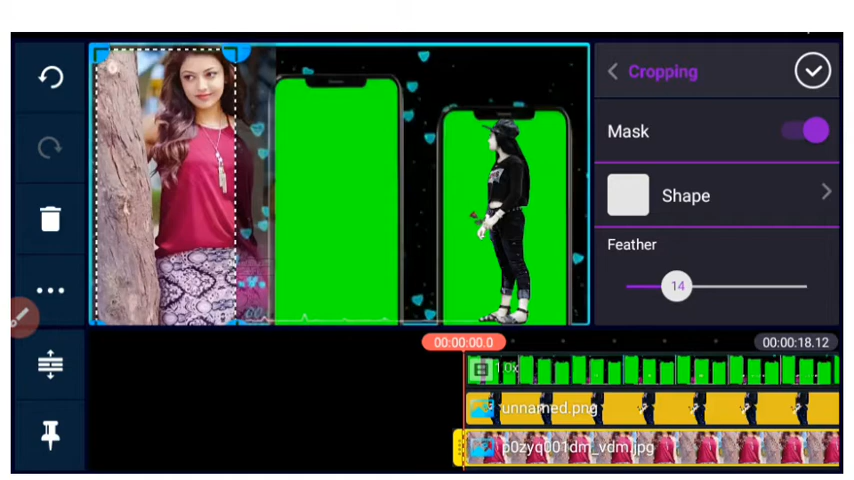 Cropping
Mask
Shape
Feather
14
00:00:00.0
00:00:18.12
1.0x
unnamed.png
p0zyq001dm_vdm.jpg